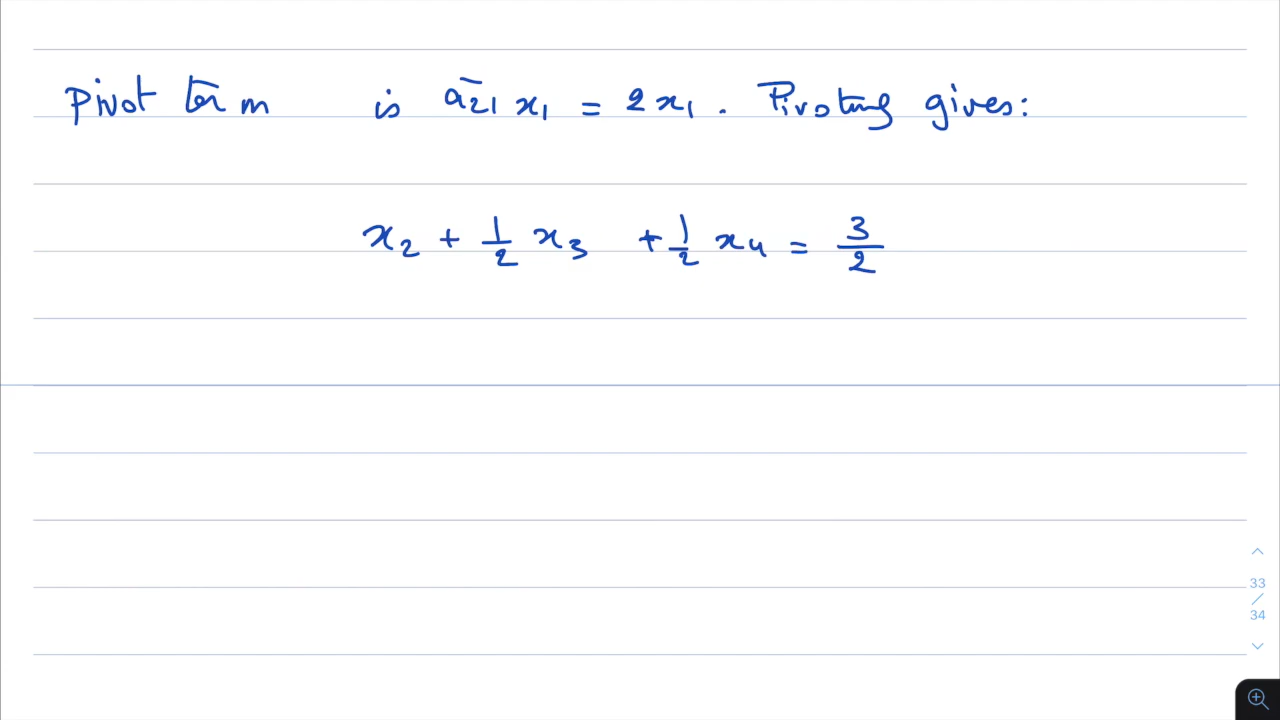 Pivot term is ā₂₁ x₁ = 2x₁. Pivoting gives:
x₂ + 1/2 x₃ + 1/2 x₄ = 3/2
33
/
34